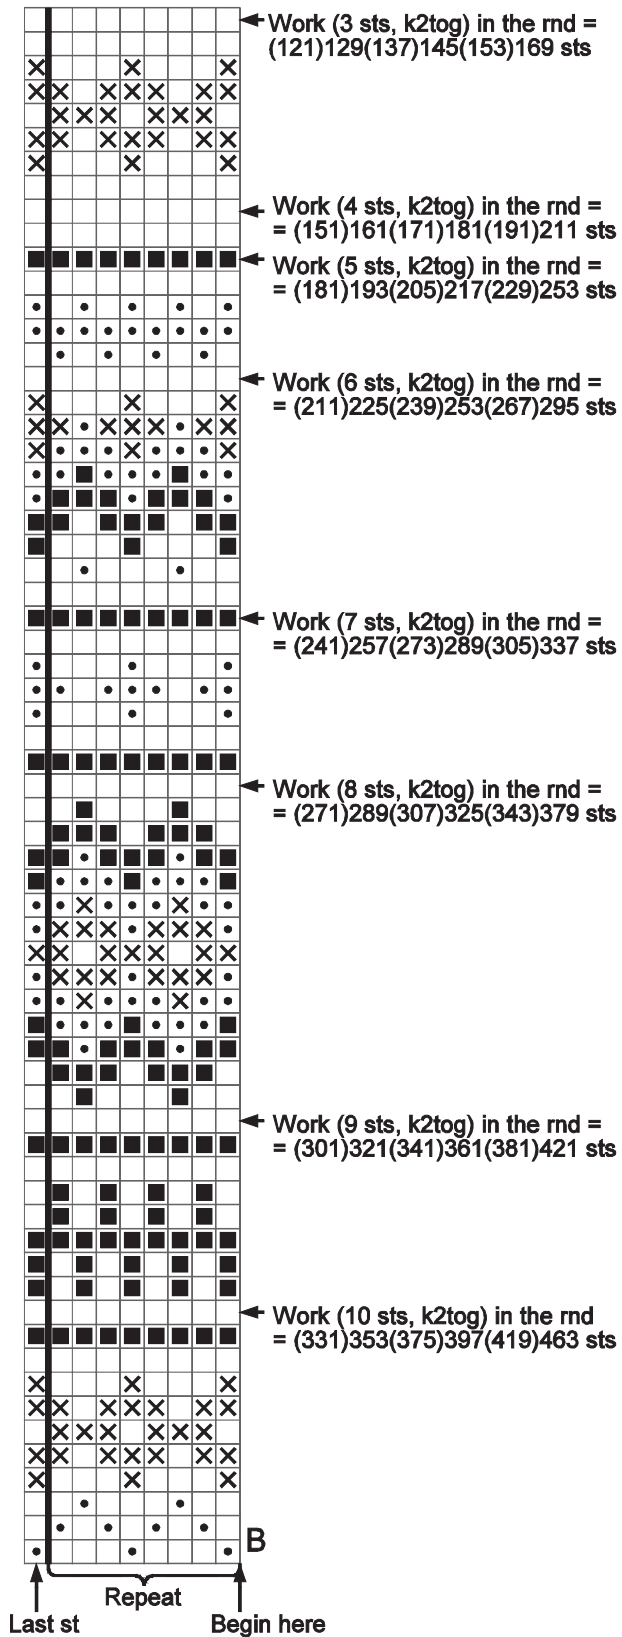 Work (3 sts, k2tog) in the rnd =
(121)129(137)145(153)169 sts
Work (4 sts, k2tog) in the rnd =
= (151)161(171)181(191)211 sts
Work (5 sts, k2tog) in the rnd =
= (181)193(205)217(229)253 sts
Work (6 sts, k2tog) in the rnd =
= (211)225(239)253(267)295 sts
Work (7 sts, k2tog) in the rnd =
= (241)257(273)289(305)337 sts
Work (8 sts, k2tog) in the rnd =
= (271)289(307)325(343)379 sts
Work (9 sts, k2tog) in the rnd =
= (301)321(341)361(381)421 sts
Work (10 sts, k2tog) in the rnd
= (331)353(375)397(419)463 sts
B
Repeat
Last st Begin here